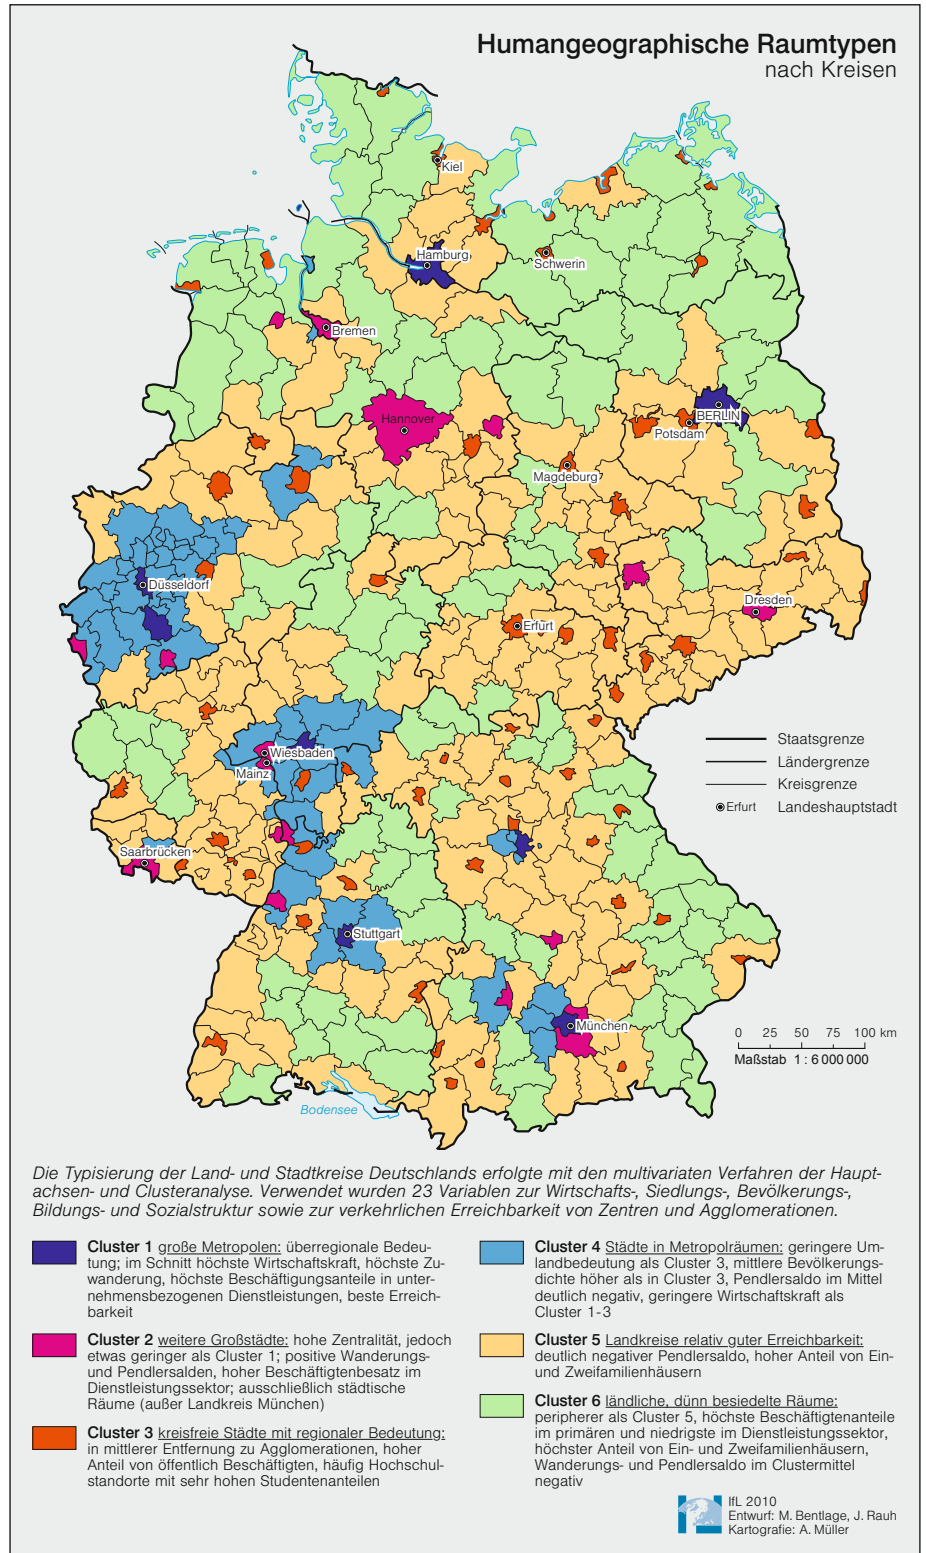 Humangeographische Raumtypen
nach Kreisen
Kiel
Hamburg
Schwerin
Bremen
Hannover
BERLIN
Potsdam
Magdeburg
Düsseldorf
Dresden
Erfurt
Wiesbaden
Mainz
Saarbrücken
Stuttgart
München
Bodensee
Staatsgrenze
Ländergrenze
Kreisgrenze
Erfurt Landeshauptstadt
0 25 50 75 100 km
Maßstab 1 : 6 000 000
Die Typisierung der Land- und Stadtkreise Deutschlands erfolgte mit den multivariaten Verfahren der Haupt-
achsen- und Clusteranalyse. Verwendet wurden 23 Variablen zur Wirtschafts-, Siedlungs-, Bevölkerungs-,
Bildungs- und Sozialstruktur sowie zur verkehrlichen Erreichbarkeit von Zentren und Agglomerationen.
Cluster 1 große Metropolen: überregionale Bedeu-
tung; im Schnitt höchste Wirtschaftskraft, höchste Zu-
wanderung, höchste Beschäftigungsanteile in unter-
nehmensbezogenen Dienstleistungen, beste Erreich-
barkeit
Cluster 2 weitere Großstädte: hohe Zentralität, jedoch
etwas geringer als Cluster 1; positive Wanderungs-
und Pendlersalden, hoher Beschäftigtenbesatz im
Dienstleistungssektor; ausschließlich städtische
Räume (außer Landkreis München)
Cluster 3 kreisfreie Städte mit regionaler Bedeutung:
in mittlerer Entfernung zu Agglomerationen, hoher
Anteil von öffentlich Beschäftigten, häufig Hochschul-
standorte mit sehr hohen Studentenanteilen
Cluster 4 Städte in Metropolräumen: geringere Um-
landbedeutung als Cluster 3, mittlere Bevölkerungs-
dichte höher als in Cluster 3, Pendlersaldo im Mittel
deutlich negativ, geringere Wirtschaftskraft als
Cluster 1-3
Cluster 5 Landkreise relativ guter Erreichbarkeit:
deutlich negativer Pendlersaldo, hoher Anteil von Ein-
und Zweifamilienhäusern
Cluster 6 ländliche, dünn besiedelte Räume:
peripherer als Cluster 5, höchste Beschäftigtenanteile
im primären und niedrigste im Dienstleistungssektor,
höchster Anteil von Ein- und Zweifamilienhäusern,
Wanderungs- und Pendlersaldo im Clustermittel
negativ
IfL 2010
Entwurf: M. Bentlage, J. Rauh
Kartografie: A. Müller